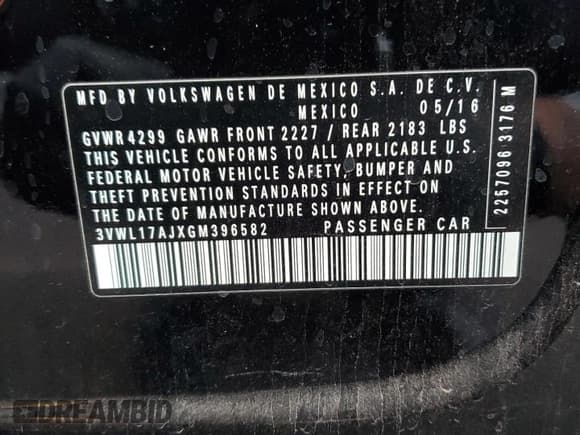 MFD BY VOLKSWAGEN DE MEXICO S.A. DE C.V.
MEXICO 05/16
GVWR 4299 GAWR FRONT 2227 / REAR 2183 LBS
THIS VEHICLE CONFORMS TO ALL APPLICABLE U.S.
FEDERAL MOTOR VEHICLE SAFETY, BUMPER AND
THEFT PREVENTION STANDARDS IN EFFECT ON
THE DATE OF MANUFACTURE SHOWN ABOVE.
3VWL17AJXGM396582 PASSENGER CAR
2257096 3176 M
DREAMBID